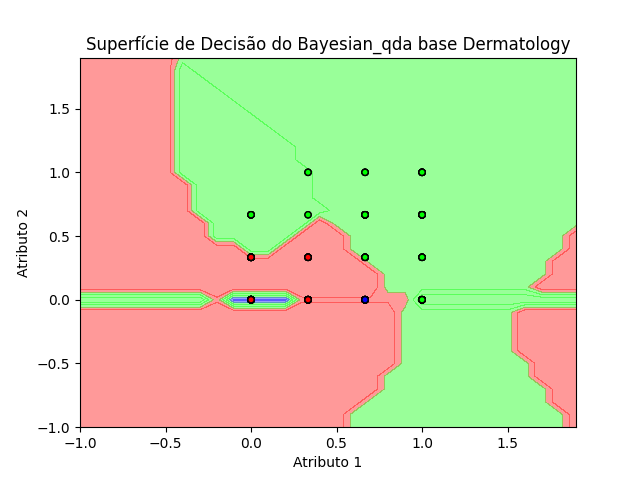 Superfície de Decisão do Bayesian_qda base Dermatology
1.5
1.0
0.5
0.0
−0.5
−1.0
Atributo 2
−1.0 −0.5 0.0 0.5 1.0 1.5
Atributo 1